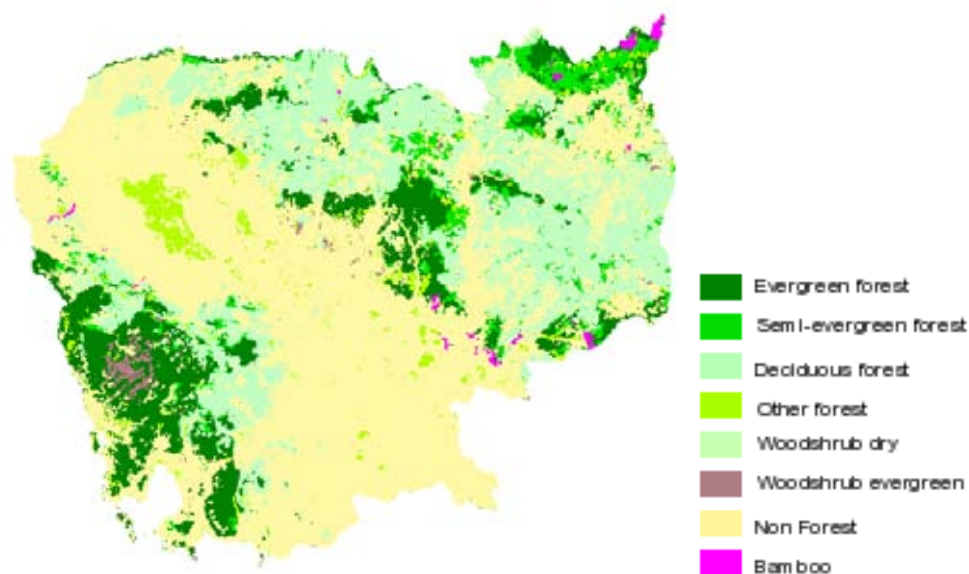 Evergreen forest
Semi-evergreen forest
Deciduous forest
Other forest
Woodshrub dry
Woodshrub evergreen
Non Forest
Bamboo